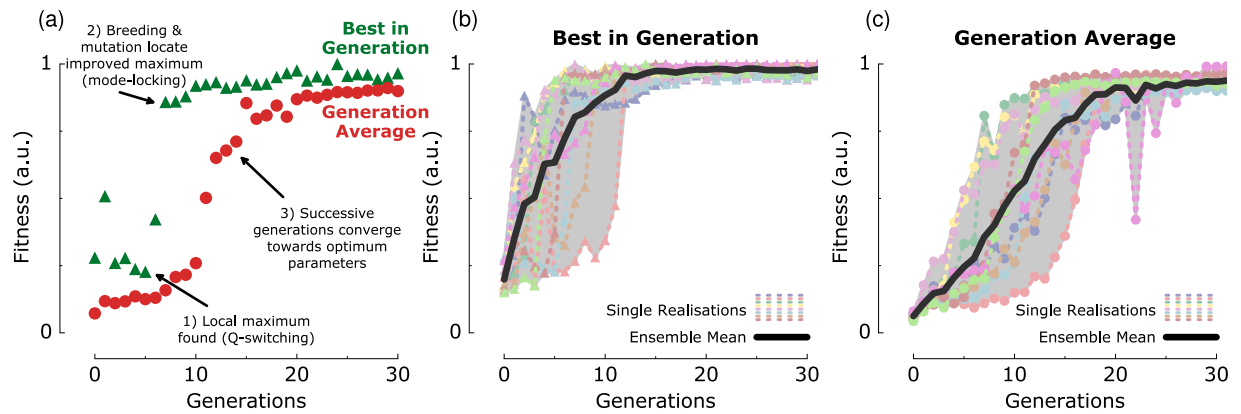 (a)
2) Breeding &
mutation locate
improved maximum
(mode-locking)
Best in
Generation
Generation
Average
3) Successive
generations converge
towards optimum
parameters
1) Local maximum
found (Q-switching)
Fitness (a.u.)
1
0
0
10
20
30
Generations
(b)
Best in Generation
Fitness (a.u.)
1
0
Single Realisations
Ensemble Mean
0
10
20
30
Generations
(c)
Generation Average
Fitness (a.u.)
1
0
Single Realisations
Ensemble Mean
0
10
20
30
Generations